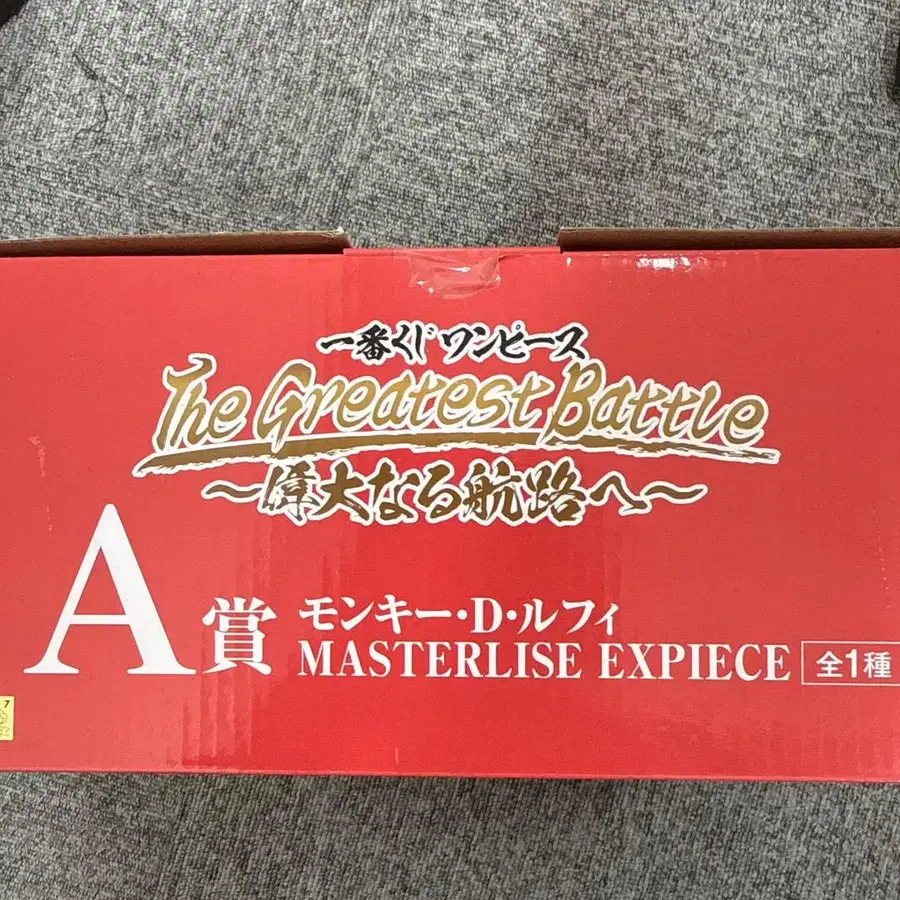 一番くじ ワンピース
The Greatest Battle
～偉大なる航路へ～
A賞
モンキー・D・ルフィ
MASTERLISE EXPIECE 全1種
7